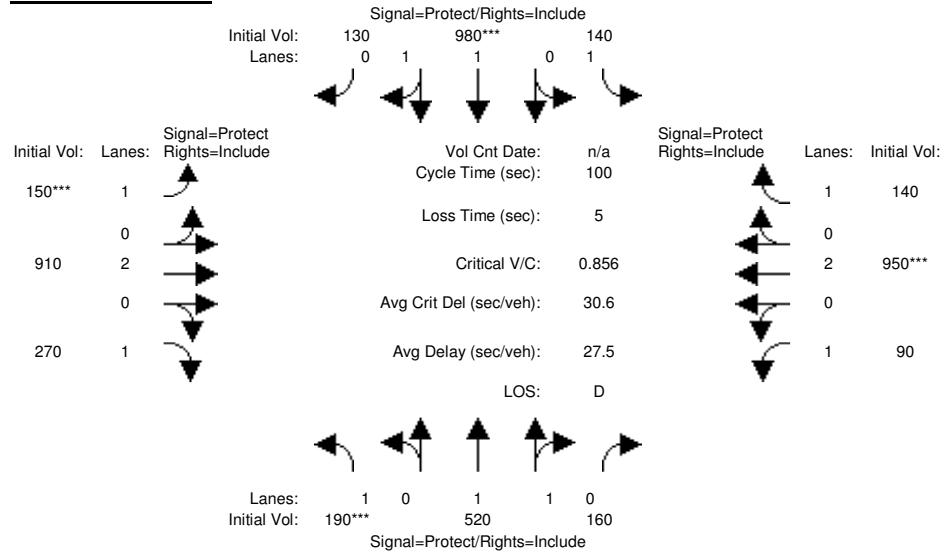 Signal=Protect/Rights=Include
Initial Vol: 130 980*** 140
Lanes: 0 1 1 0 1
Signal=Protect
Initial Vol: Lanes: Rights=Include
Vol Cnt Date: n/a
Signal=Protect
Rights=Include Lanes: Initial Vol:
Cycle Time (sec): 100
150*** 1
1 140
Loss Time (sec): 5
0
0
910 2
Critical V/C: 0.856
2 950***
0
Avg Crit Del (sec/veh): 30.6
0
270 1
Avg Delay (sec/veh): 27.5
1 90
LOS: D
Lanes: 1 0 1 1 0
Initial Vol: 190*** 520 160
Signal=Protect/Rights=Include